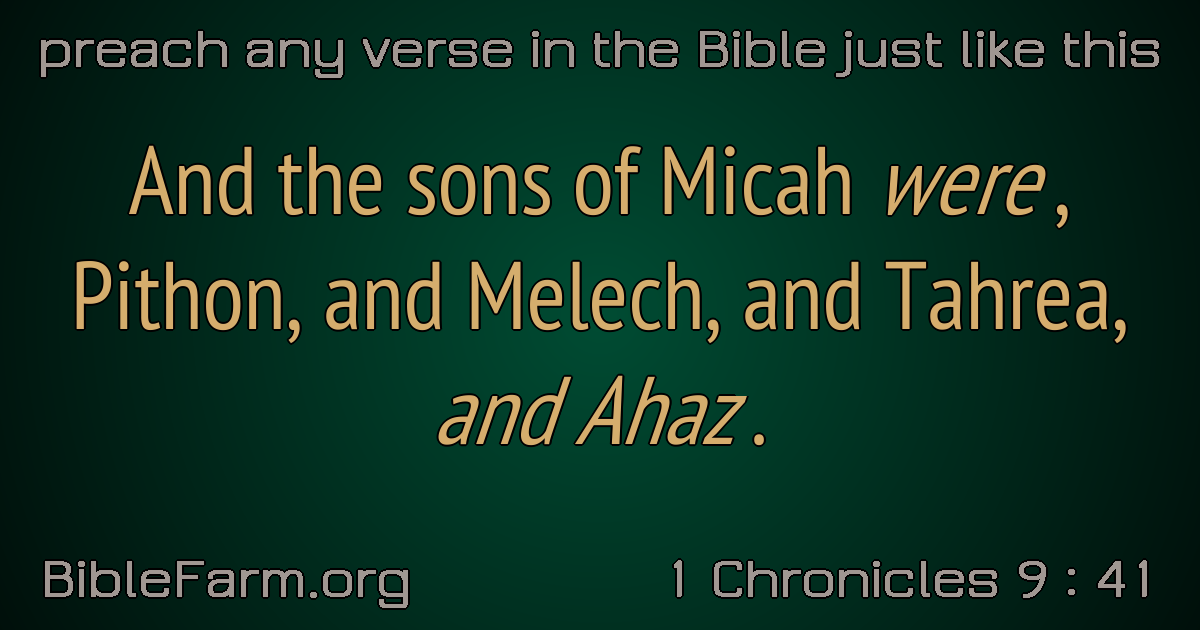 preach any verse in the Bible just like this
And the sons of Micah were ,
Pithon, and Melech, and Tahrea,
and Ahaz .
BibleFarm.org
1 Chronicles 9 : 41